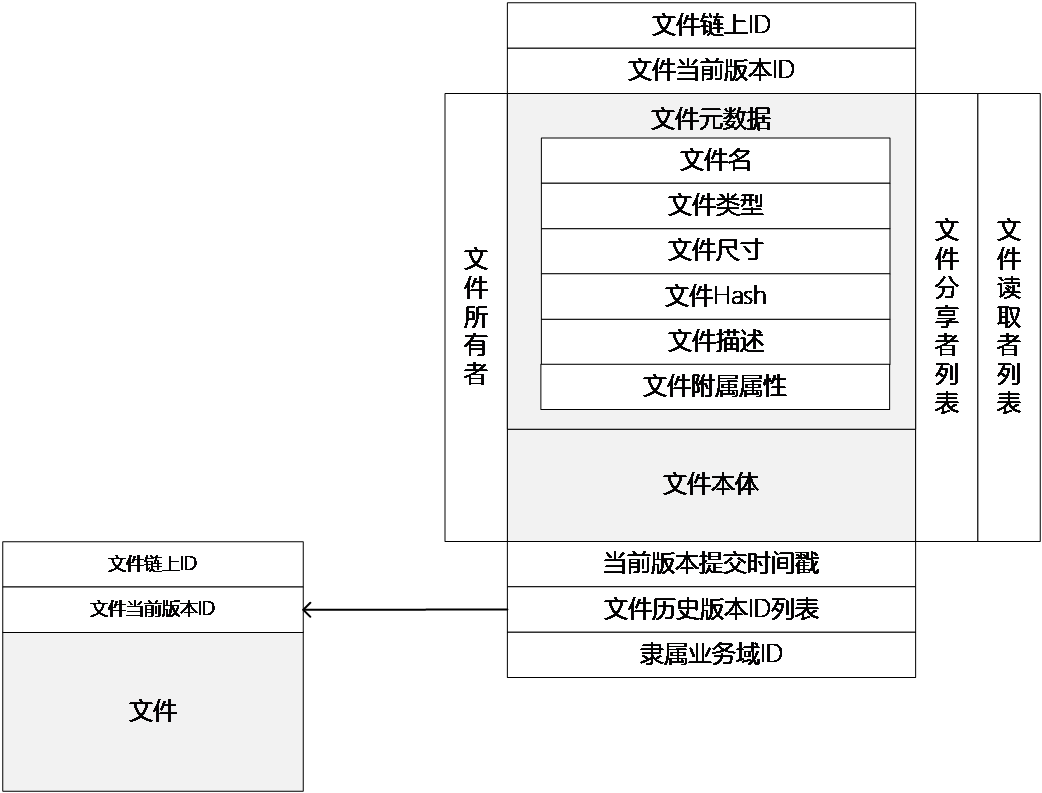 文件链上ID
文件当前版本ID
文件所有者
文件元数据
文件名
文件类型
文件尺寸
文件Hash
文件描述
文件附属属性
文件本体
文件分享者列表
文件读取者列表
当前版本提交时间戳
文件历史版本ID列表
隶属业务域ID
文件链上ID
文件当前版本ID
文件